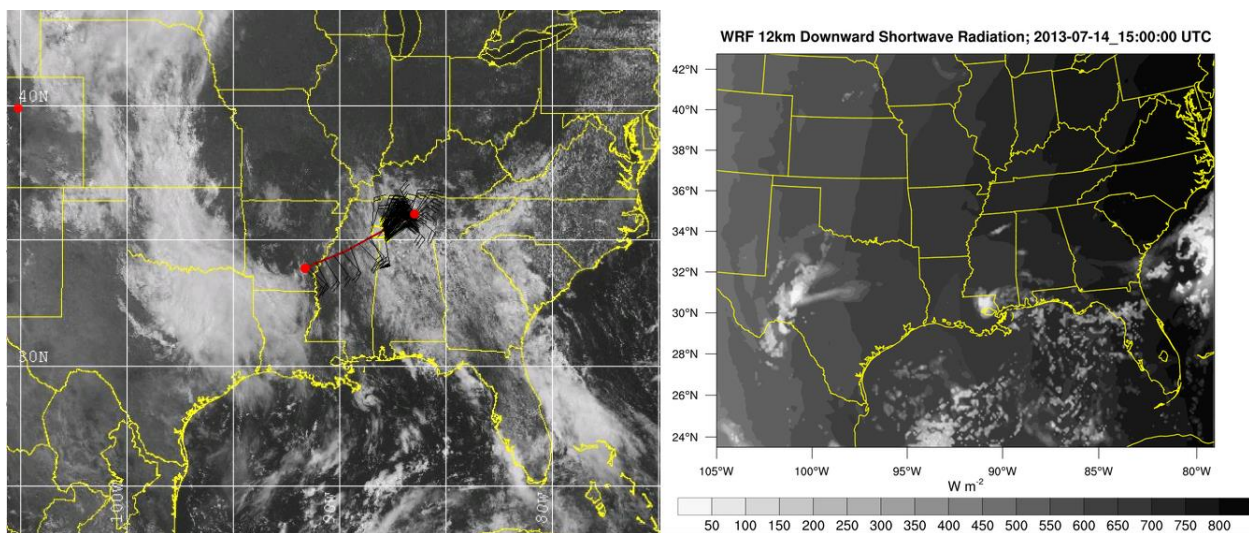 40N
30N
100W
90W
80W
WRF 12km Downward Shortwave Radiation; 2013-07-14_15:00:00 UTC
42°N
40°N
38°N
36°N
34°N
32°N
30°N
28°N
26°N
24°N
105°W 100°W 95°W 90°W 85°W 80°W
W m-2
50 100 150 200 250 300 350 400 450 500 550 600 650 700 750 800